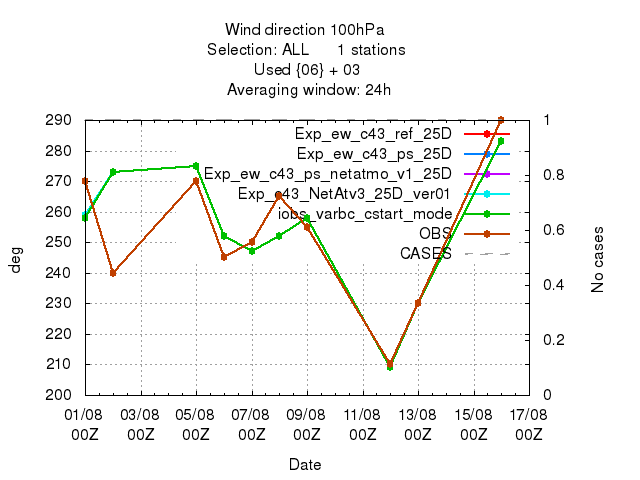 Wind direction 100hPa
Selection: ALL 1 stations
Used {06} + 03
Averaging window: 24h
290 1
Exp_ew_c43_ref_25D
280 Exp_ew_c43_ps_25D
Exp_ew_c43_ps_netatmo_v1_25D
270 0.8
Exp_e43_NetAtv3_25D_ver01
260 iobs_varbc_cstart_mode
0.6
OBS
250 CASES
240 0.4
230
220 0.2
210
200 0
deg
No cases
01/08 03/08 05/08 07/08 09/08 11/08 13/08 15/08 17/08
00Z 00Z 00Z 00Z 00Z 00Z 00Z 00Z 00Z
Date